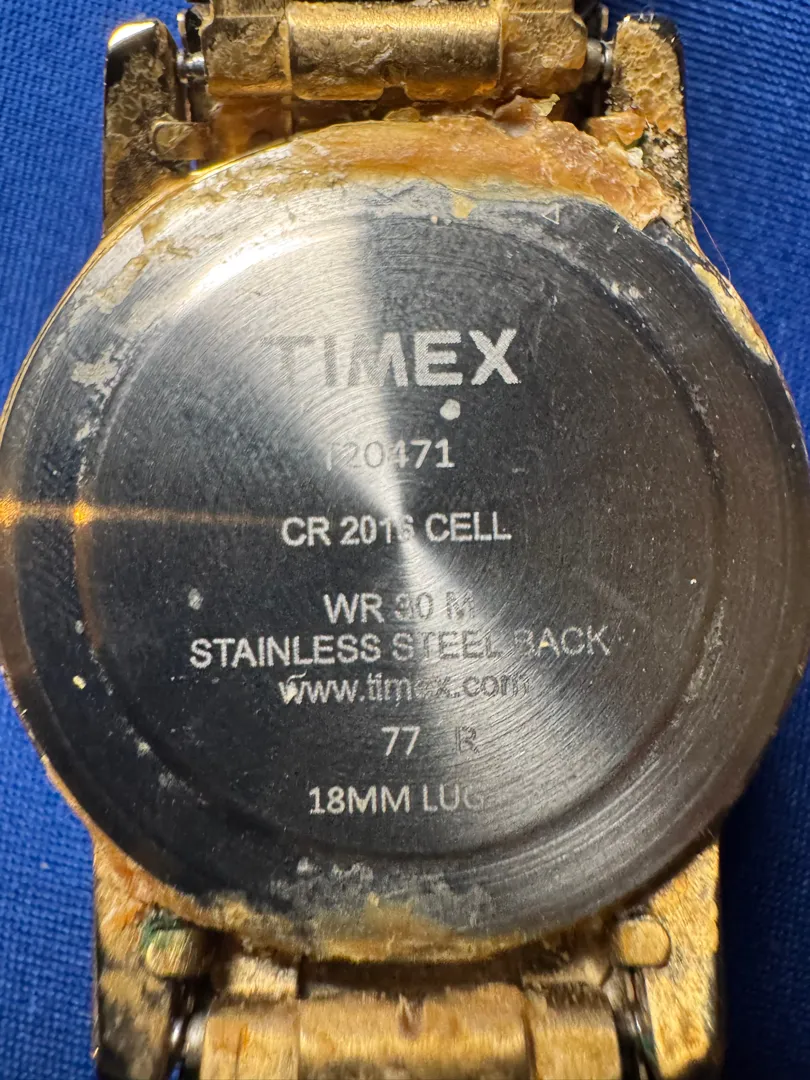 TIMEX
T20471
CR 2016 CELL
WR 30 M
STAINLESS STEEL BACK
www.timex.com
77 R
18MM LUG